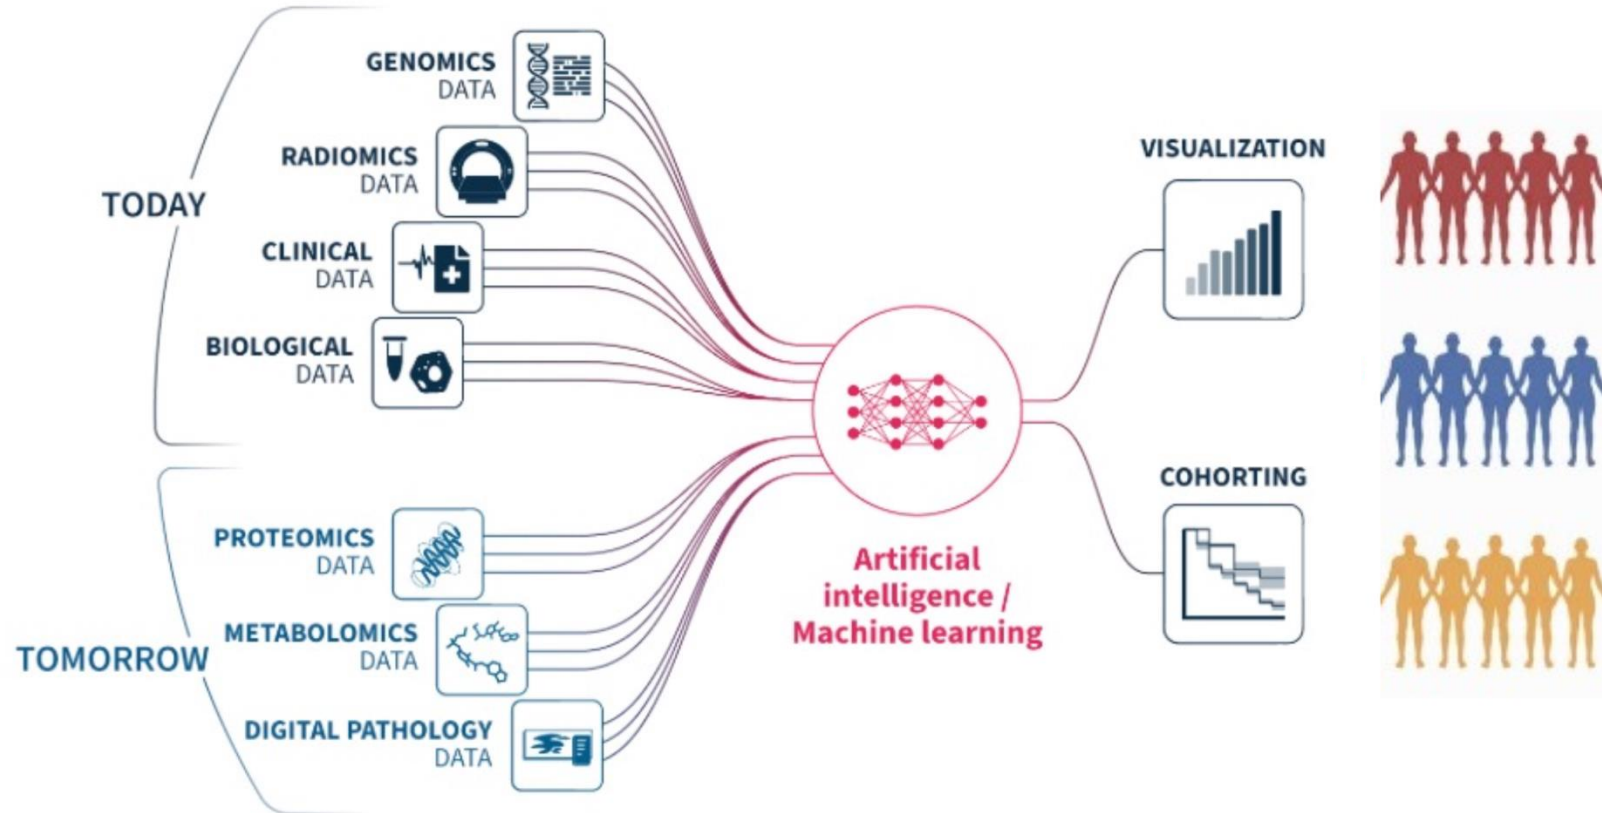 GENOMICS
DATA
RADIOMICS
DATA
TODAY
CLINICAL
DATA
BIOLOGICAL
DATA
PROTEOMICS
DATA
METABOLOMICS
DATA
TOMORROW
DIGITAL PATHOLOGY
DATA
Artificial
intelligence /
Machine learning
VISUALIZATION
COHORTING